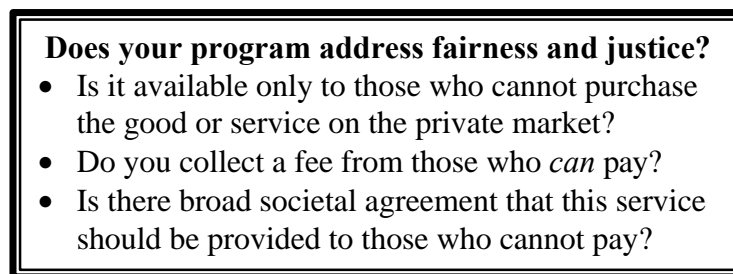 Does your program address fairness and justice?
• Is it available only to those who cannot purchase
the good or service on the private market?
• Do you collect a fee from those who can pay?
• Is there broad societal agreement that this service
should be provided to those who cannot pay?